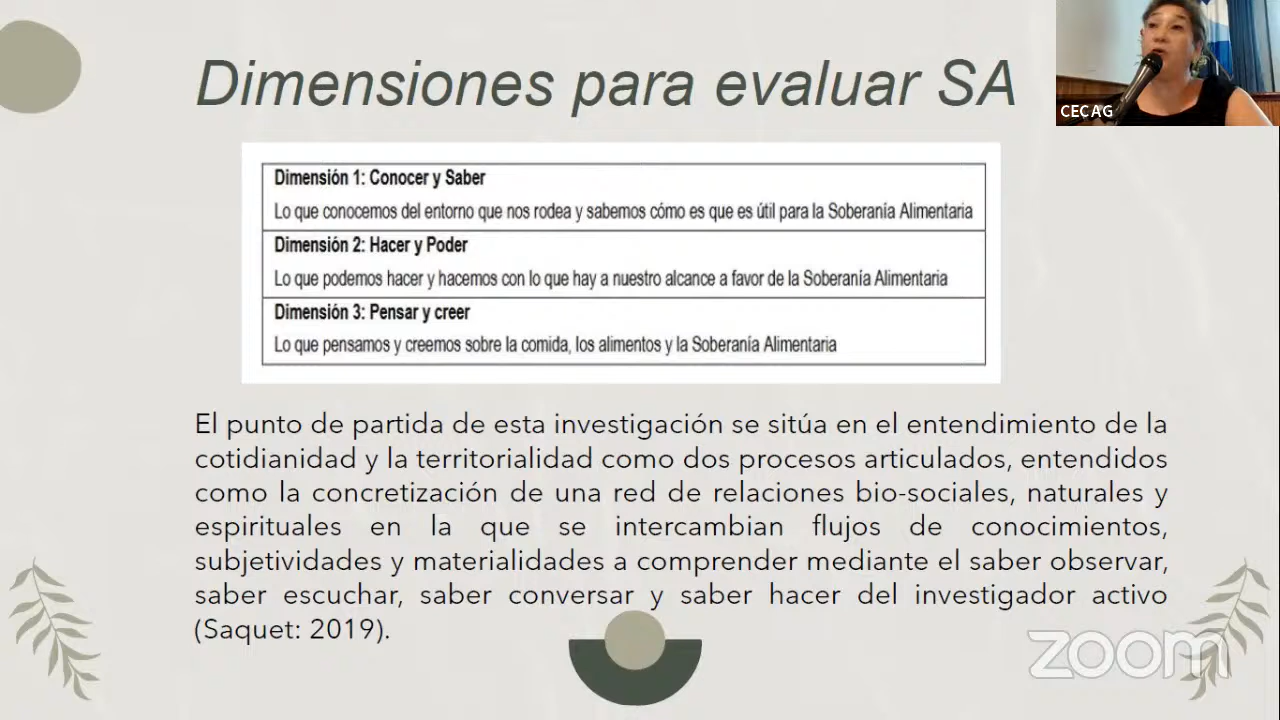 Dimensiones para evaluar SA
CECAG
Dimensión 1: Conocer y Saber
Lo que conocemos del entorno que nos rodea y sabemos cómo es que es útil para la Soberanía Alimentaria
Dimensión 2: Hacer y Poder
Lo que podemos hacer y hacemos con lo que hay a nuestro alcance a favor de la Soberanía Alimentaria
Dimensión 3: Pensar y creer
Lo que pensamos y creemos sobre la comida, los alimentos y la Soberanía Alimentaria
El punto de partida de esta investigación se sitúa en el entendimiento de la
cotidianidad y la territorialidad como dos procesos articulados, entendidos
como la concretización de una red de relaciones bio-sociales, naturales y
espirituales en la que se intercambian flujos de conocimientos,
subjetividades y materialidades a comprender mediante el saber observar,
saber escuchar, saber conversar y saber hacer del investigador activo
(Saquet: 2019).
zoom